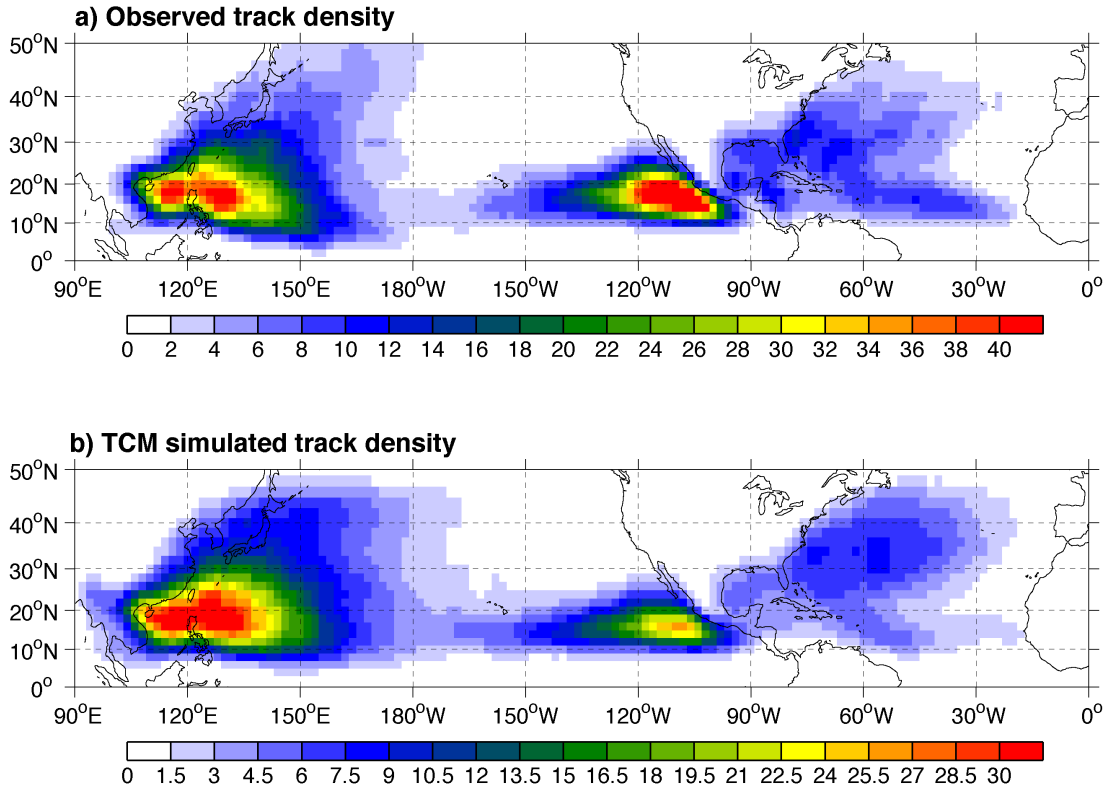 a) Observed track density
50°N
40°N
30°N
20°N
10°N
0°
90°E 120°E 150°E 180°W 150°W 120°W 90°W 60°W 30°W 0°
0 2 4 6 8 10 12 14 16 18 20 22 24 26 28 30 32 34 36 38 40
b) TCM simulated track density
50°N
40°N
30°N
20°N
10°N
0°
90°E 120°E 150°E 180°W 150°W 120°W 90°W 60°W 30°W 0°
0 1.5 3 4.5 6 7.5 9 10.5 12 13.5 15 16.5 18 19.5 21 22.5 24 25.5 27 28.5 30